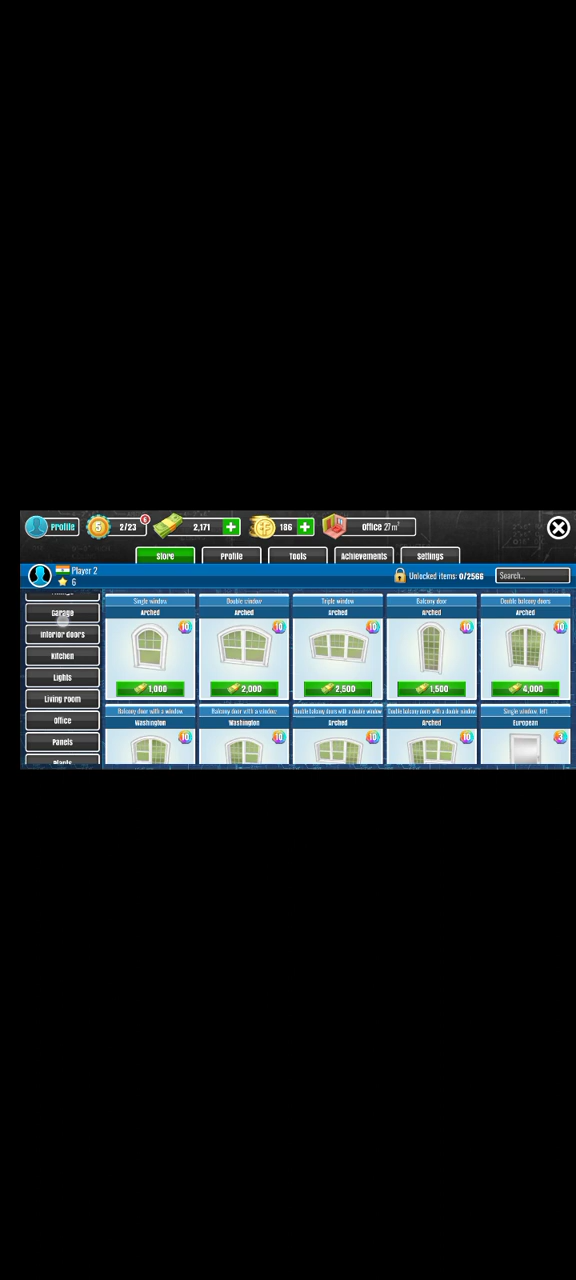 Profile
5
2/23
6
2,171
186
Office 27m²
Store
Profile
Tools
Achievements
Settings
Player 2
6
Unlocked items: 0/2566
Search...
Garage
Interior doors
Kitchen
Lights
Living room
Office
Panels
Plants
Single window
Arched
10
1,000
Double window
Arched
10
2,000
Triple window
Arched
10
2,500
Balcony door
Arched
10
1,500
Double balcony doors
Arched
10
4,000
Balcony door with a window
Washington
10
Balcony door with a window
Washington
10
Double balcony doors with a double window
Arched
10
Double balcony doors with a double window
Arched
10
Single window, left
European
3